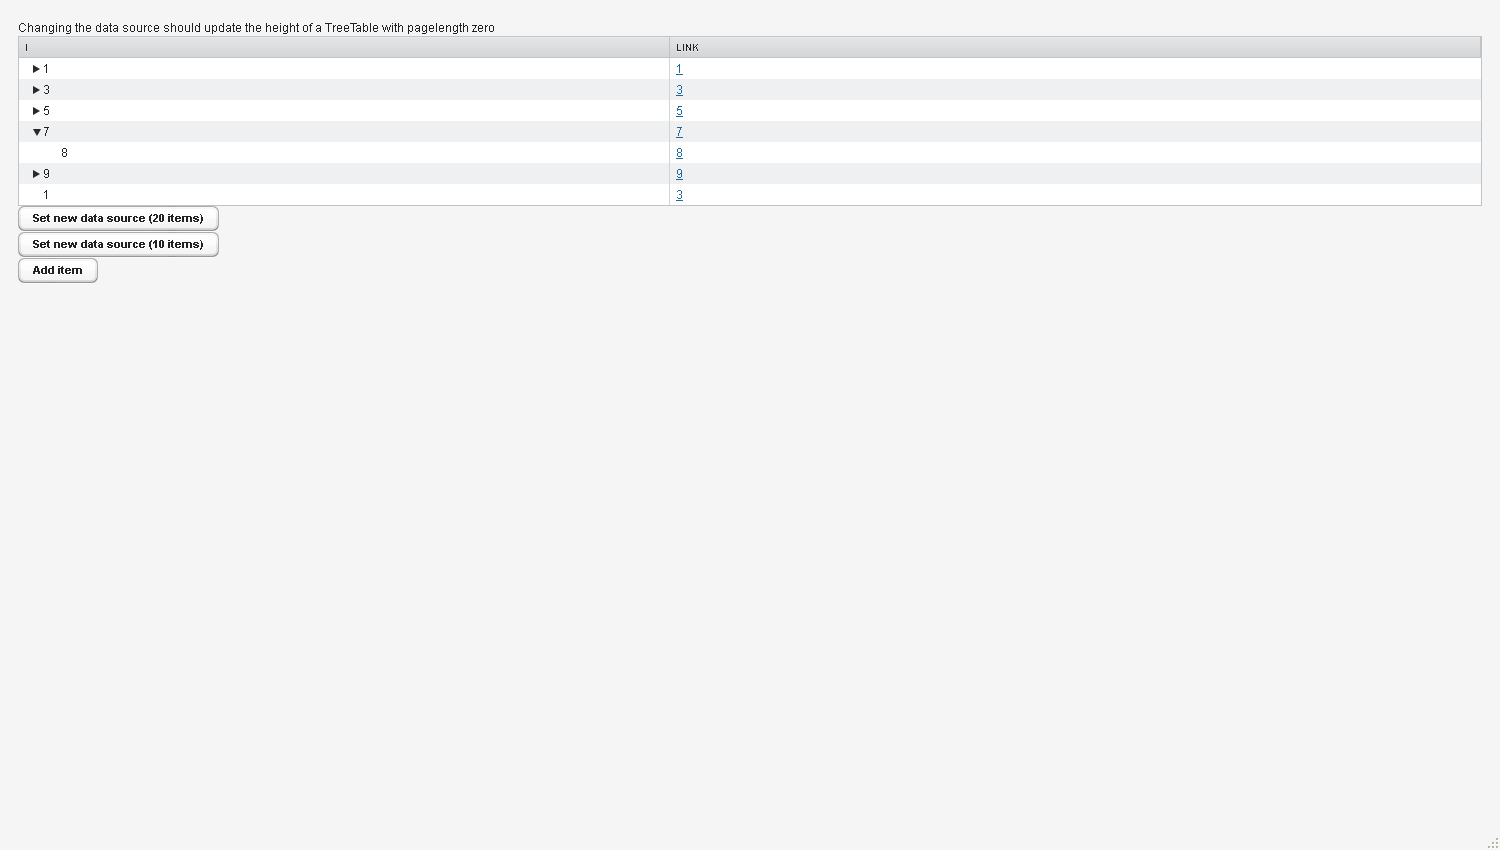 Changing the data source should update the height of a TreeTable with pagelength zero
I LINK
1 1
3 3
5 5
7 7
8 8
9 9
1 3
Set new data source (20 items)
Set new data source (10 items)
Add item